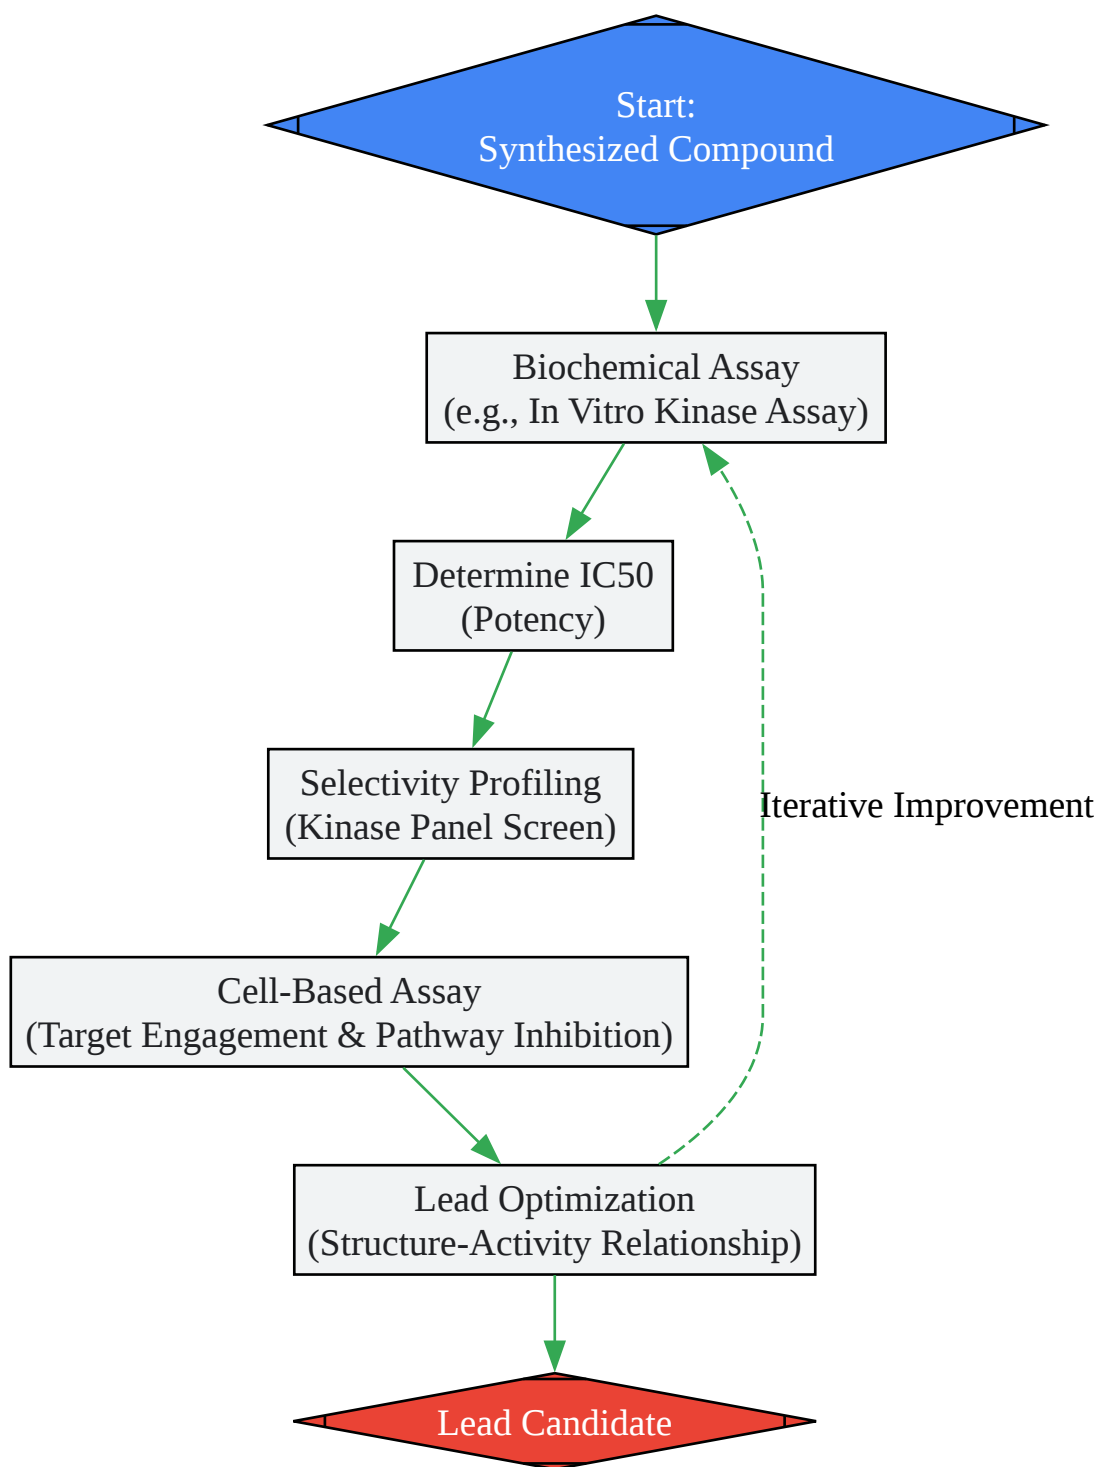 Start:
Synthesized Compound
Biochemical Assay
(e.g., In Vitro Kinase Assay)
Determine IC50
(Potency)
Selectivity Profiling
(Kinase Panel Screen)
Iterative Improvement
Cell-Based Assay
(Target Engagement & Pathway Inhibition)
Lead Optimization
(Structure-Activity Relationship)
Lead Candidate